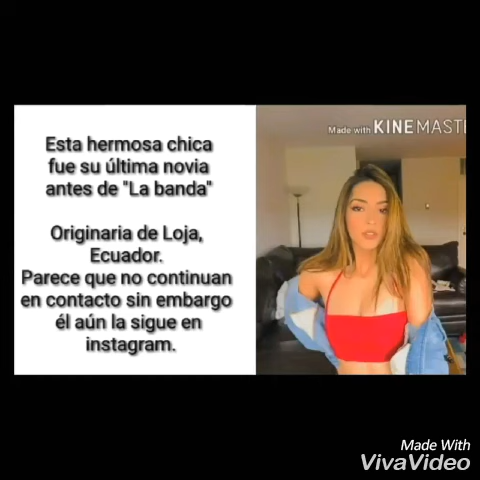 Made with KINEMAST
Esta hermosa chica
fue su última novia
antes de "La banda"
Originaria de Loja,
Ecuador.
Parece que no continuan
en contacto sin embargo
él aún la sigue en
instagram.
Made With
VivaVideo